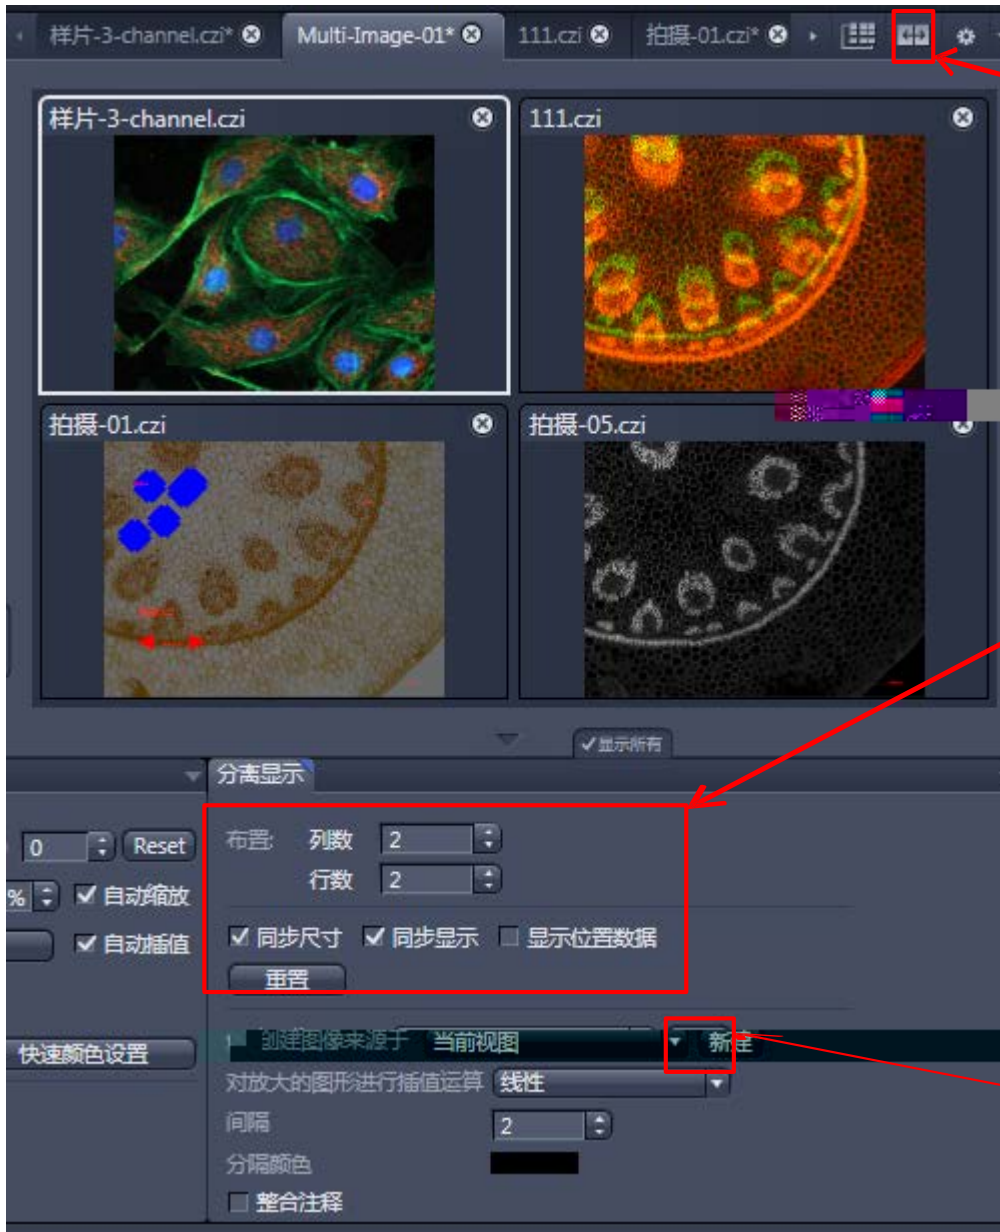 样片-3-channel.czi* Multi-Image-01* 111.czi 拍摄-01.czi*
样片-3-channel.czi
111.czi
拍摄-01.czi
拍摄-05.czi
✓显示所有
分离显示
0 Reset
% 自动缩放
自动插值
快速颜色设置
布置: 列数 2
行数 2
同步尺寸 同步显示 显示位置数据
重置
创建图像来源于 当前视图 新建
对放大的图形进行插值运算 线性
间隔 2
分隔颜色
整合注释